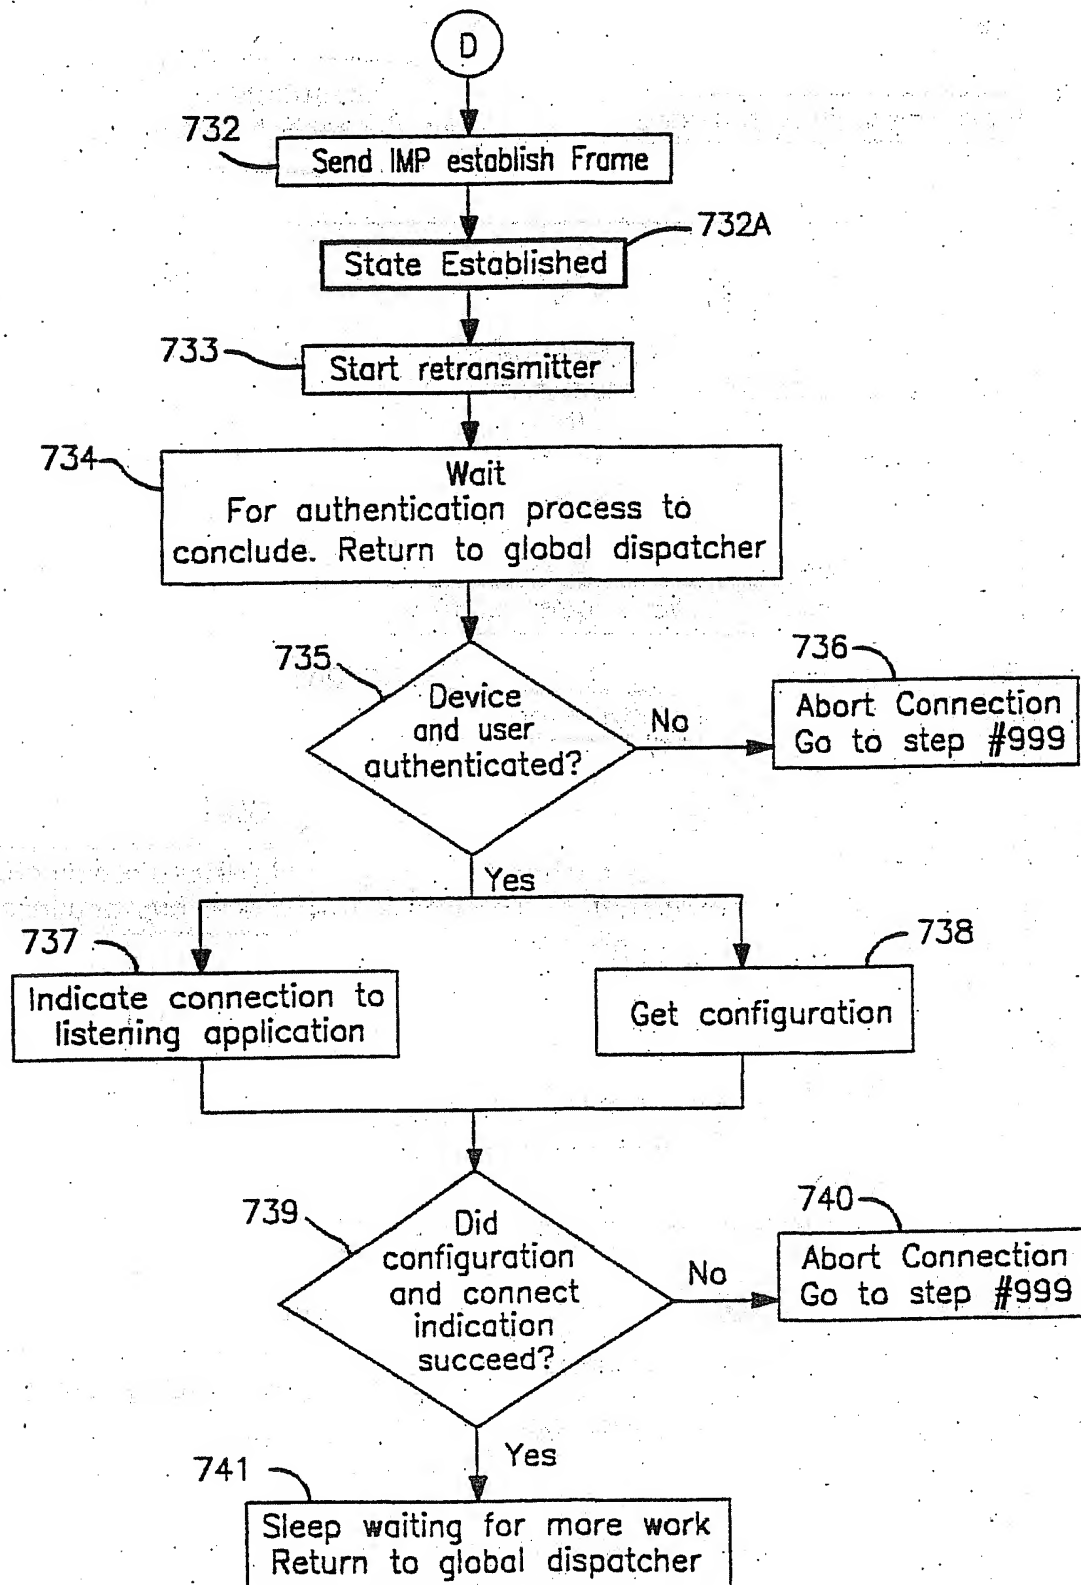 D
732
Send IMP establish Frame
732A
State Established
733
Start retransmitter
734
Wait
For authentication process to
conclude. Return to global dispatcher
735
Device
and user
authenticated?
No
736
Abort Connection
Go to step #999
Yes
737
Indicate connection to
listening application
738
Get configuration
739
Did
configuration
and connect
indication
succeed?
No
740
Abort Connection
Go to step #999
Yes
741
Sleep waiting for more work
Return to global dispatcher